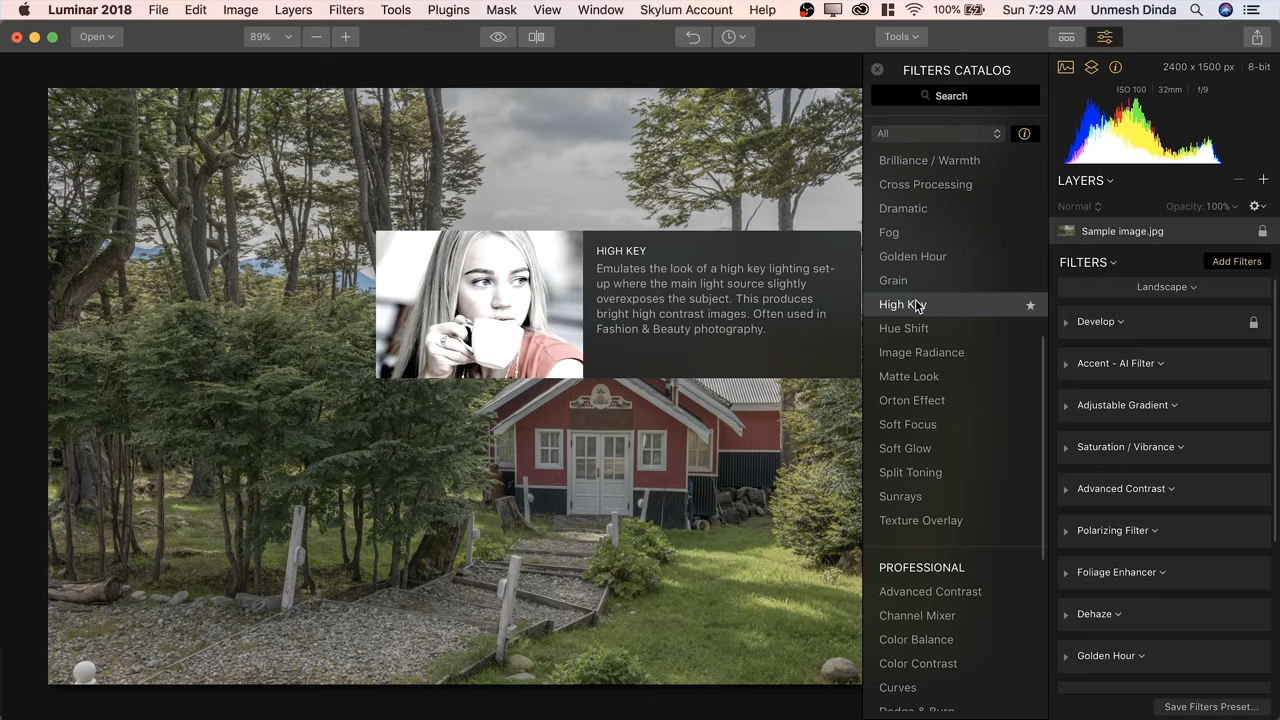 Luminar 2018 File Edit Image Layers Filters Tools Plugins Mask View Window Skylum Account Help 100% Sun 7:29 AM Unmesh Dinda
Open 89% Tools
FILTERS CATALOG
Search
All
Brilliance / Warmth
Cross Processing
Dramatic
Fog
Golden Hour
Grain
High Key
Hue Shift
Image Radiance
Matte Look
Orton Effect
Soft Focus
Soft Glow
Split Toning
Sunrays
Texture Overlay
PROFESSIONAL
Advanced Contrast
Channel Mixer
Color Balance
Color Contrast
Curves
Dodge & Burn
HIGH KEY
Emulates the look of a high key lighting set-
up where the main light source slightly
overexposes the subject. This produces
bright high contrast images. Often used in
Fashion & Beauty photography.
2400 x 1500 px 8-bit
ISO 100 32mm f/9
LAYERS
Normal Opacity: 100%
Sample image.jpg
FILTERS Add Filters
Landscape
Develop
Accent - AI Filter
Adjustable Gradient
Saturation / Vibrance
Advanced Contrast
Polarizing Filter
Foliage Enhancer
Dehaze
Golden Hour
Save Filters Preset...